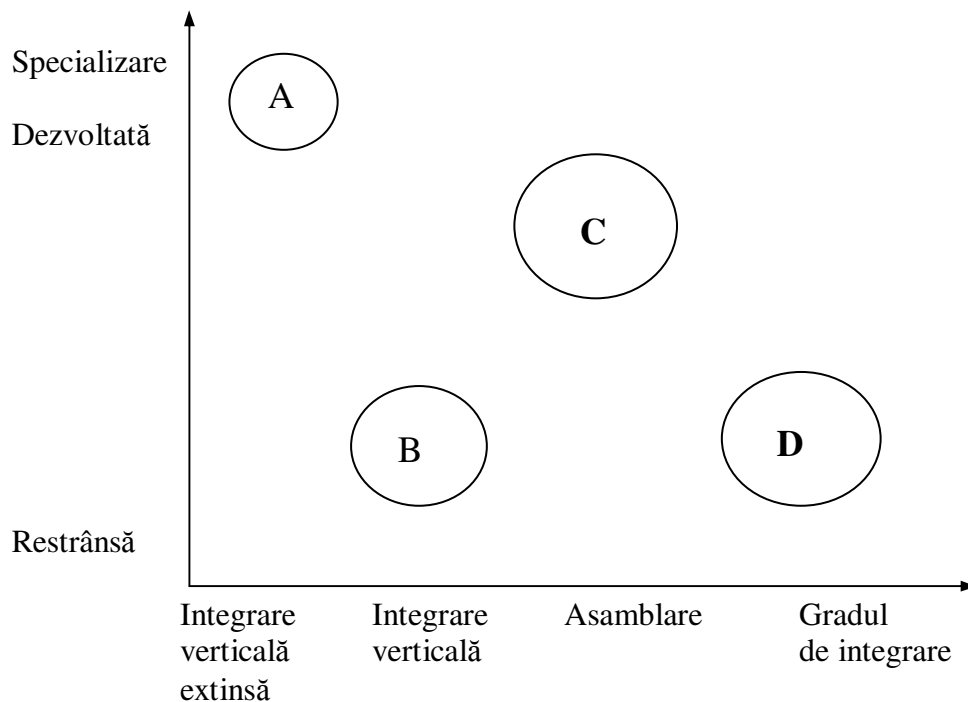 Specializare
A
Dezvoltată
C
B
D
Restrânsă
Integrare
verticală
extinsă
Integrare
verticală
Asamblare
Gradul
de integrare